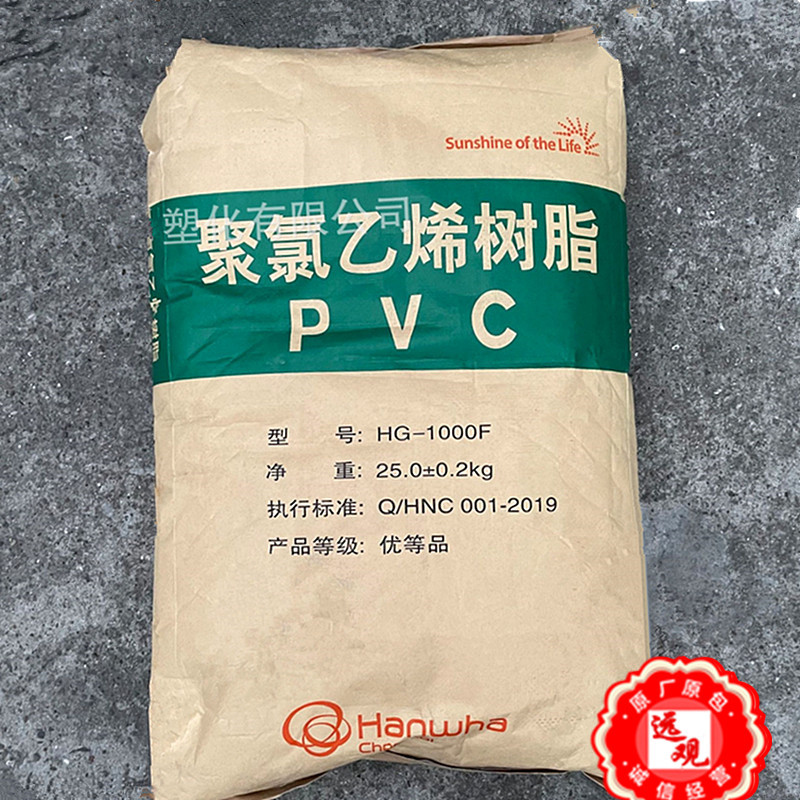 Sunshine of the Life
塑化有限公司
聚氯乙烯树脂
PVC
型 号: HG-1000F
净 重: 25.0±0.2kg
执行标准: Q/HNC 001-2019
产品等级: 优等品
Hanwha
原厂原包
远观
诚信经营